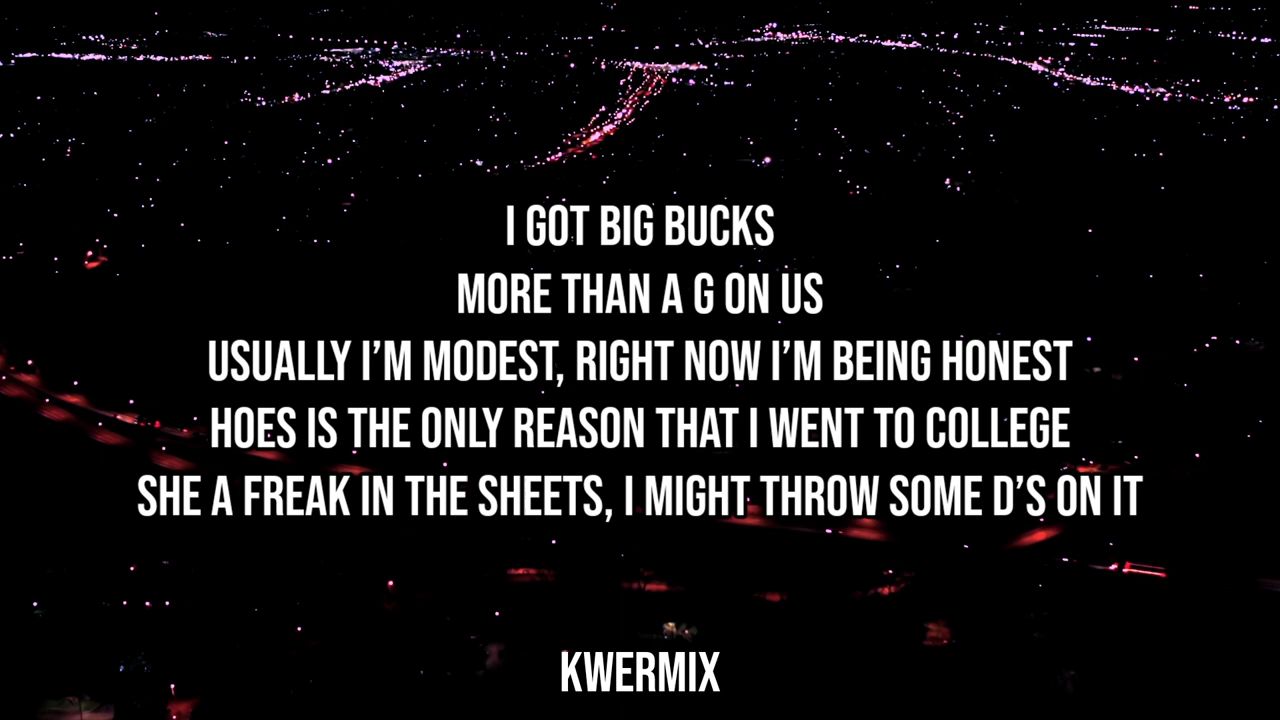 I GOT BIG BUCKS
MORE THAN A G ON US
USUALLY I’M MODEST, RIGHT NOW I’M BEING HONEST
HOES IS THE ONLY REASON THAT I WENT TO COLLEGE
SHE A FREAK IN THE SHEETS, I MIGHT THROW SOME D’S ON IT
KWERMIX